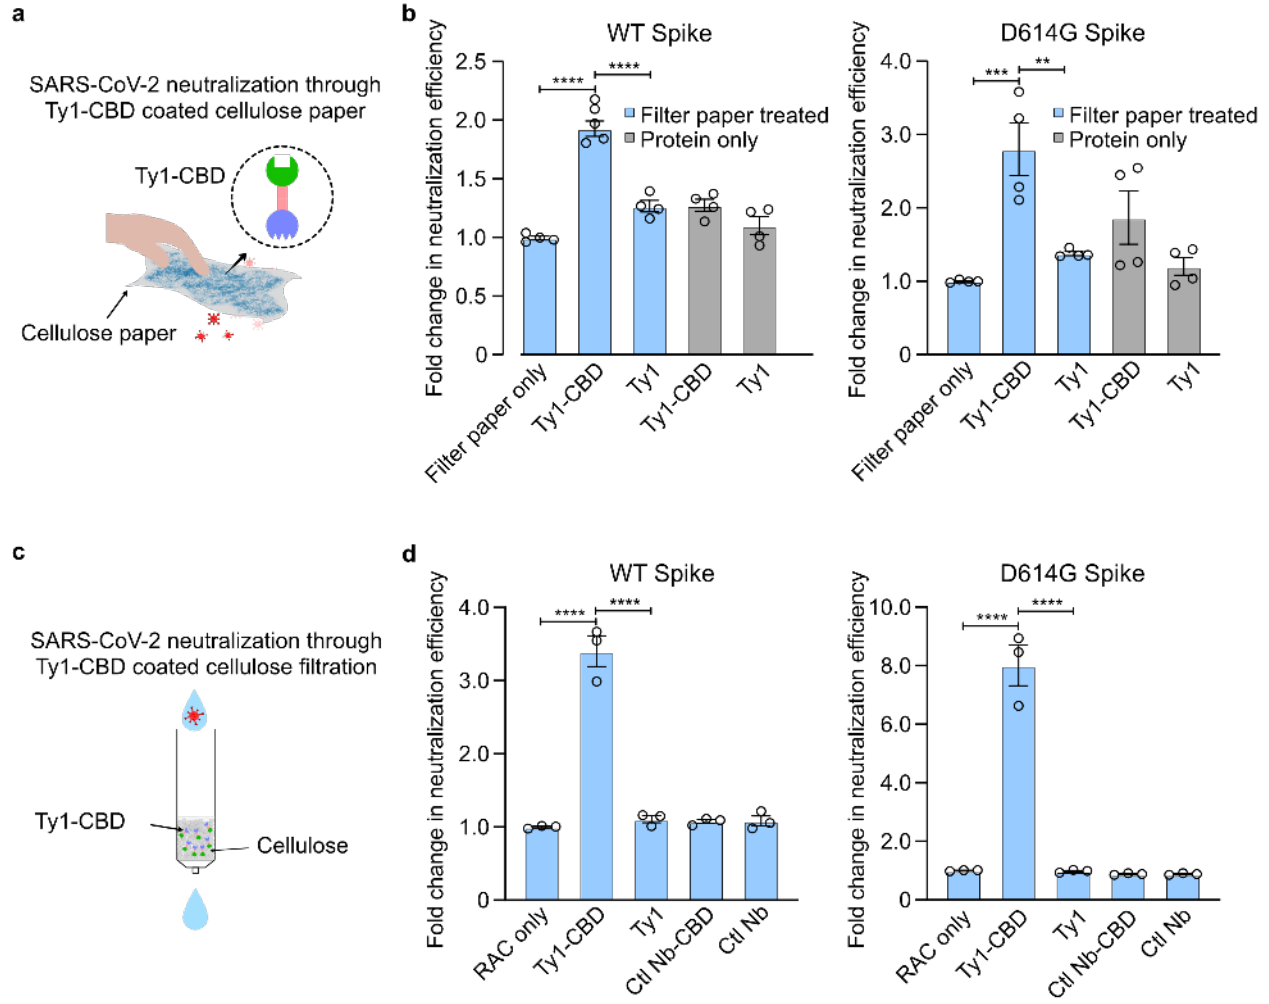 a
SARS-CoV-2 neutralization through
Ty1-CBD coated cellulose paper
Ty1-CBD
Cellulose paper
b
WT Spike
Fold change in neutralization efficiency
2.5
2.0
1.5
1.0
0.5
0
****
****
Filter paper treated
Protein only
Filter paper only
Ty1-CBD
Ty1
Ty1-CBD
Ty1
D614G Spike
Fold change in neutralization efficiency
4.0
3.0
2.0
1.0
0
***
**
Filter paper treated
Protein only
Filter paper only
Ty1-CBD
Ty1
Ty1-CBD
Ty1
c
SARS-CoV-2 neutralization through
Ty1-CBD coated cellulose filtration
Ty1-CBD
Cellulose
d
WT Spike
Fold change in neutralization efficiency
4.0
3.0
2.0
1.0
0
****
****
RAC only
Ty1-CBD
Ty1
Ctl Nb-CBD
Ctl Nb
D614G Spike
Fold change in neutralization efficiency
10.0
8.0
6.0
4.0
2.0
0
****
****
RAC only
Ty1-CBD
Ty1
Ctl Nb-CBD
Ctl Nb